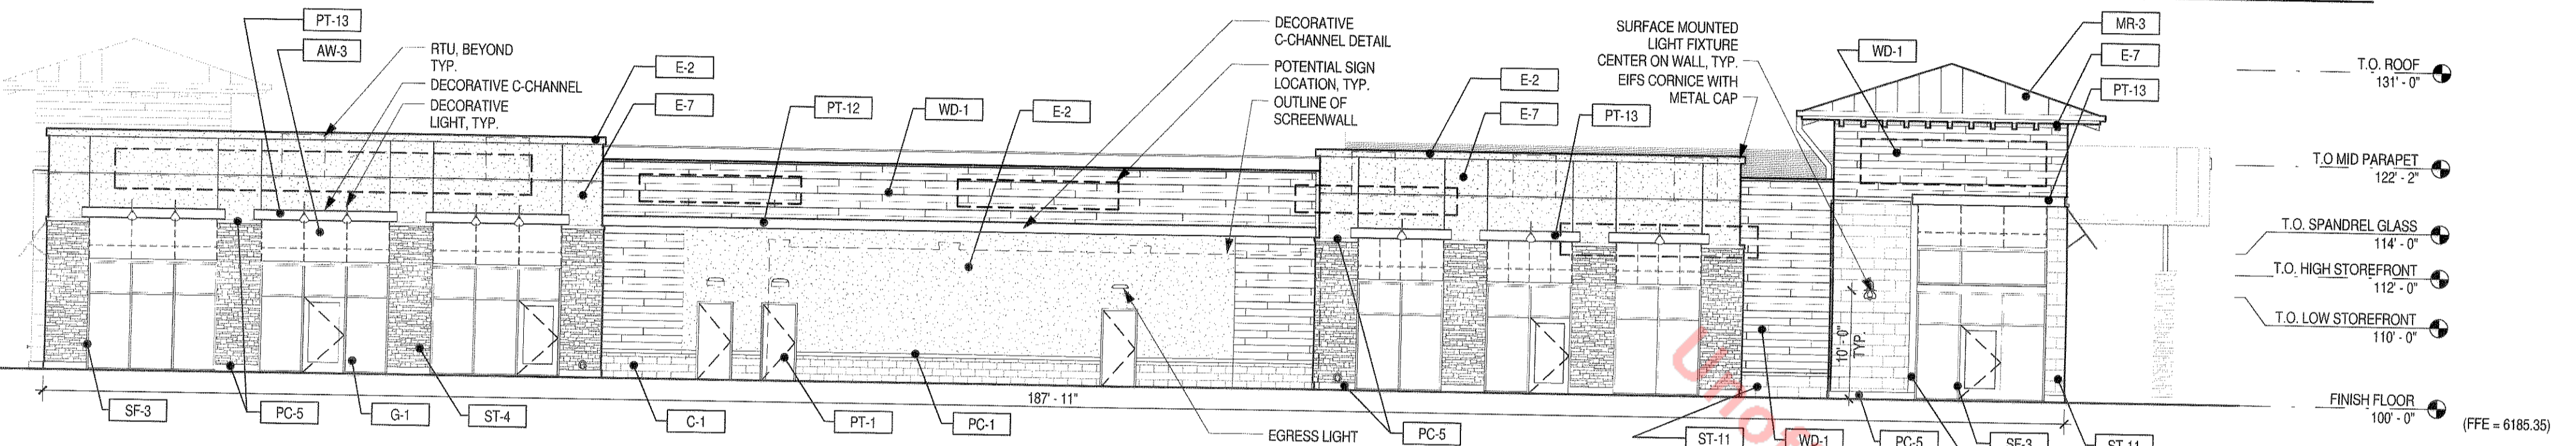 PT-13
AW-3
RTU, BEYOND
TYP.
DECORATIVE C-CHANNEL
DECORATIVE
LIGHT, TYP.
E-2
E-7
PT-12
WD-1
E-2
DECORATIVE
C-CHANNEL DETAIL
POTENTIAL SIGN
LOCATION, TYP.
OUTLINE OF
SCREENWALL
E-2
E-7
PT-13
SURFACE MOUNTED
LIGHT FIXTURE
CENTER ON WALL, TYP.
EIFS CORNICE WITH
METAL CAP
WD-1
MR-3
E-7
PT-13
T.O. ROOF
131' - 0"
T.O MID PARAPET
122' - 2"
T.O. SPANDREL GLASS
114' - 0"
T.O. HIGH STOREFRONT
112' - 0"
T.O. LOW STOREFRONT
110' - 0"
FINISH FLOOR
100' - 0"
(FFE = 6185.35)
10' - 0"
TYP.
187' - 11"
SF-3
PC-5
G-1
ST-4
C-1
PT-1
PC-1
EGRESS LIGHT
PC-5
ST-11
WD-1
PC-5
SF-3
ST-11